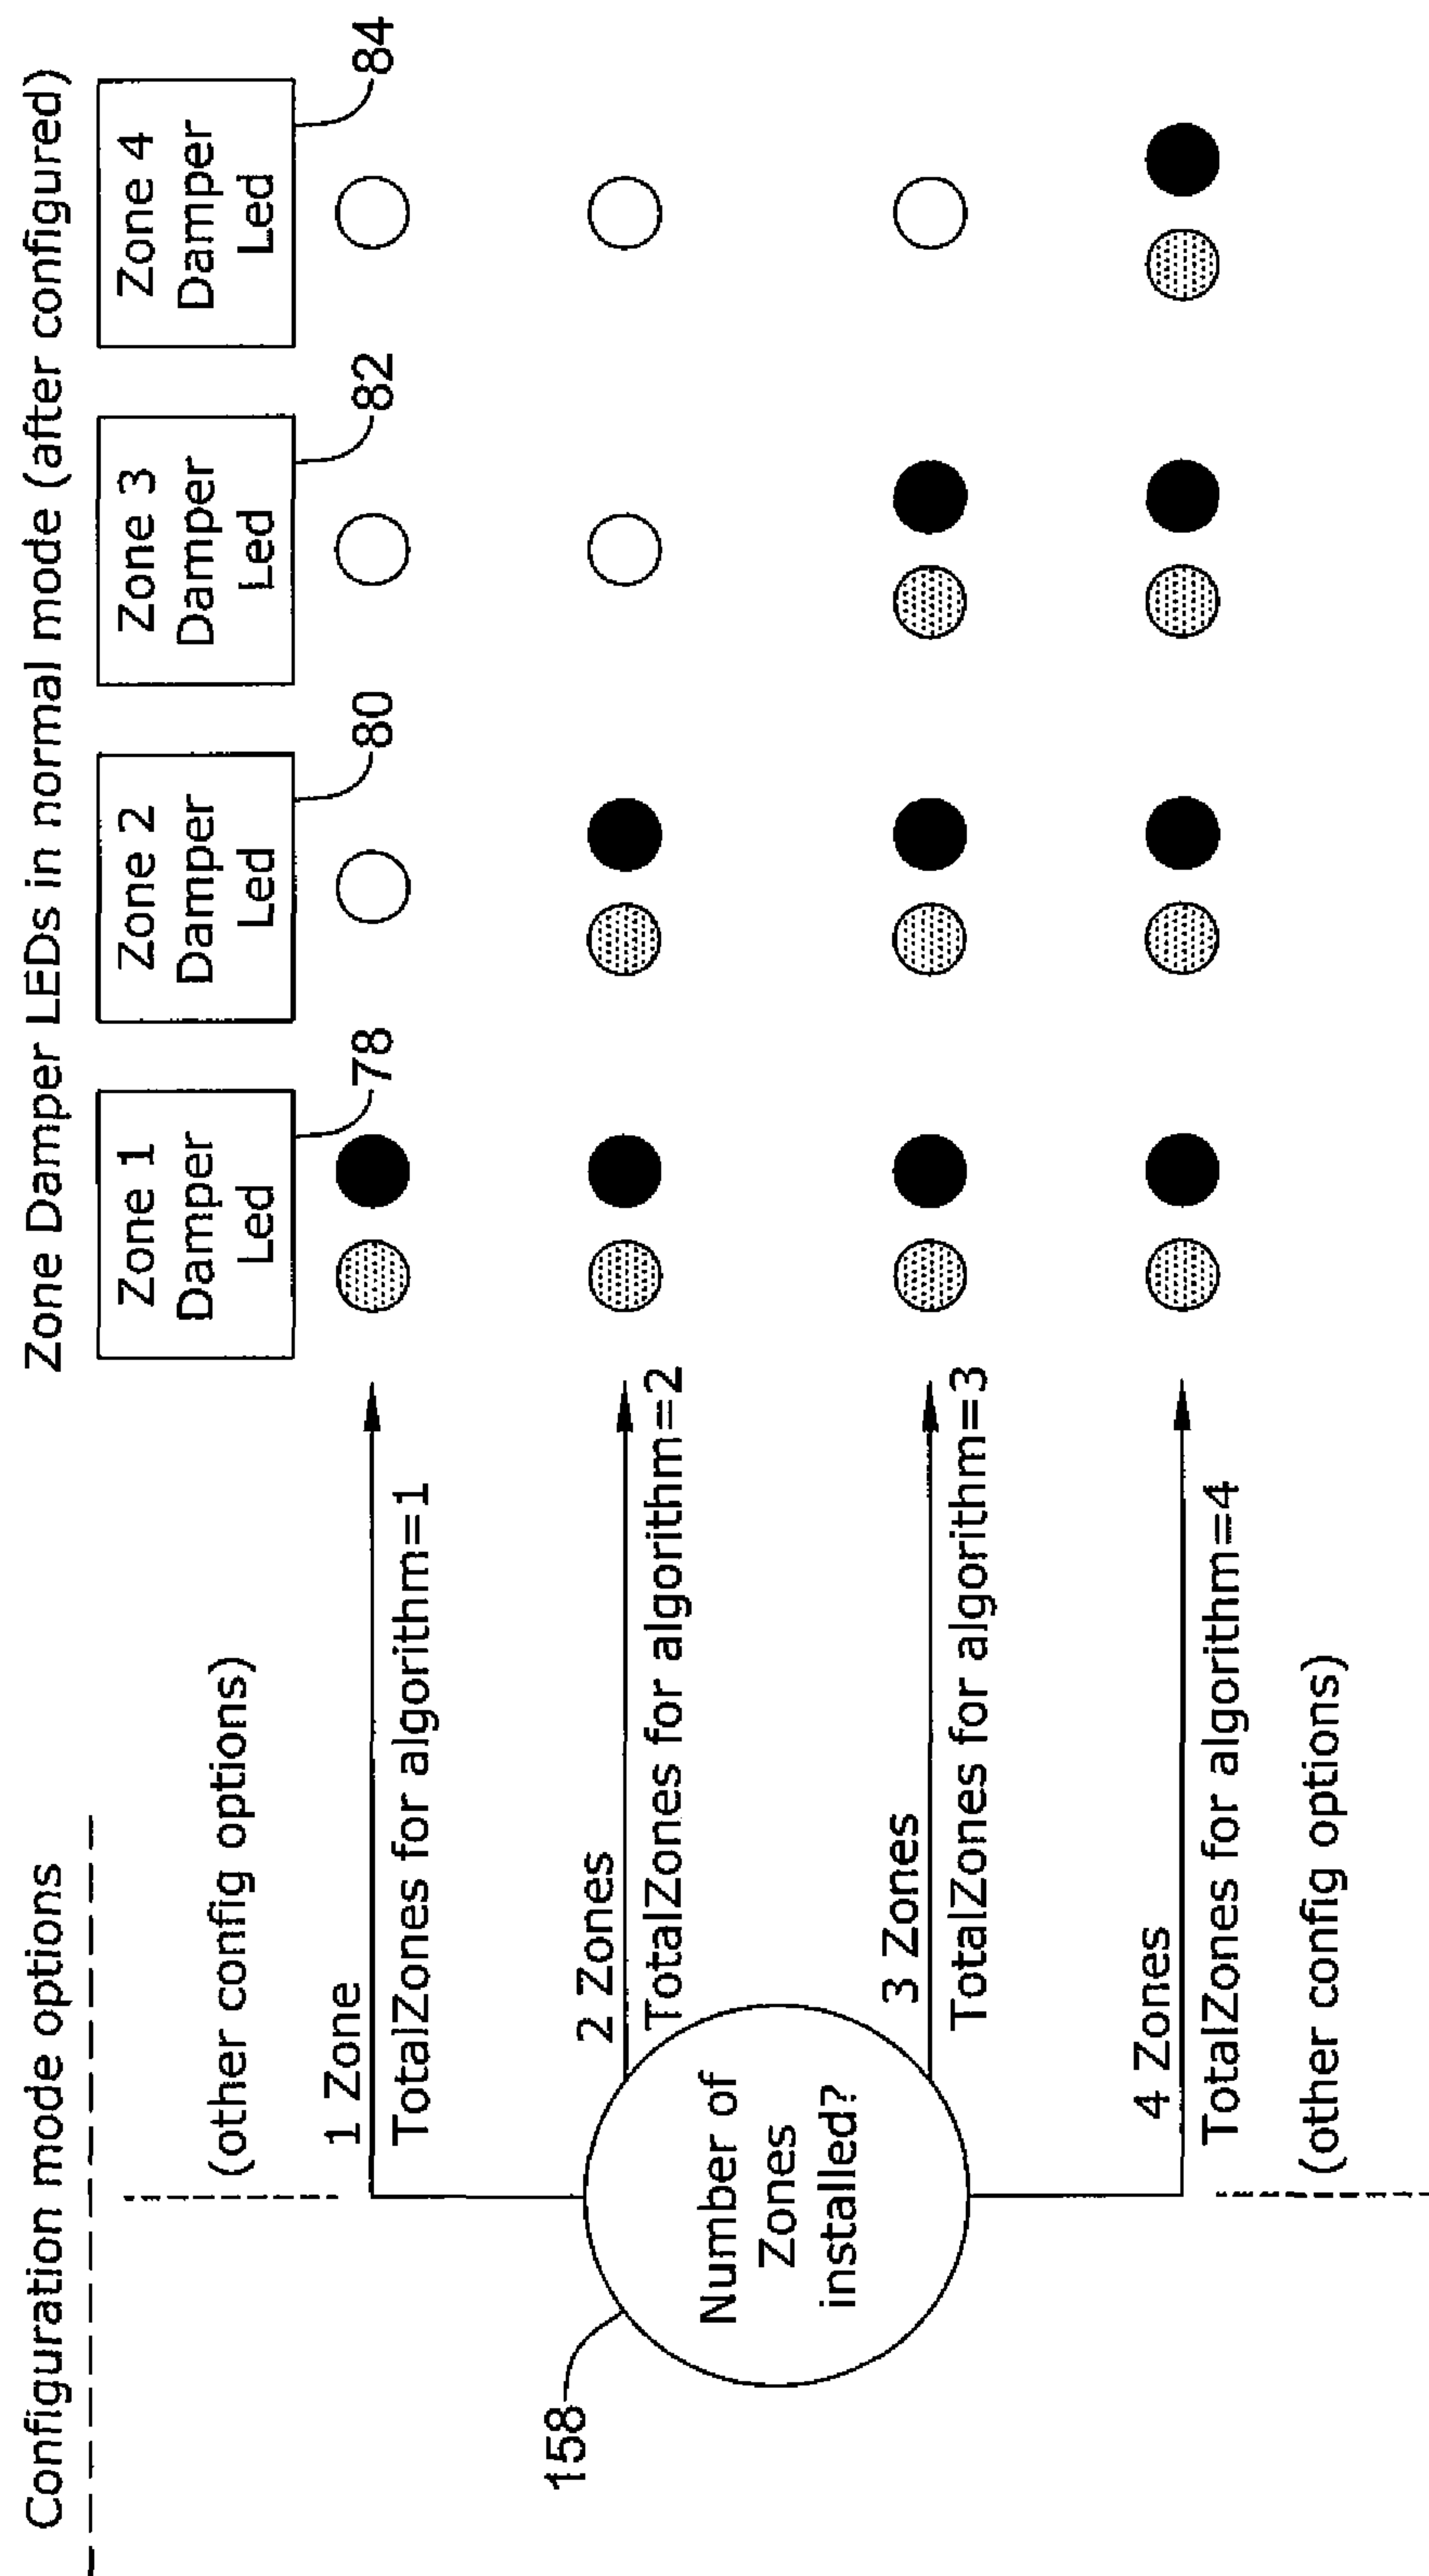 Configuration mode options
Zone Damper LEDs in normal mode (after configured)
Zone 1
Damper
Led
Zone 2
Damper
Led
Zone 3
Damper
Led
Zone 4
Damper
Led
78
80
82
84
(other config options)
1 Zone
TotalZones for algorithm=1
2 Zones
TotalZones for algorithm=2
158
Number of
Zones
installed?
3 Zones
TotalZones for algorithm=3
4 Zones
TotalZones for algorithm=4
(other config options)